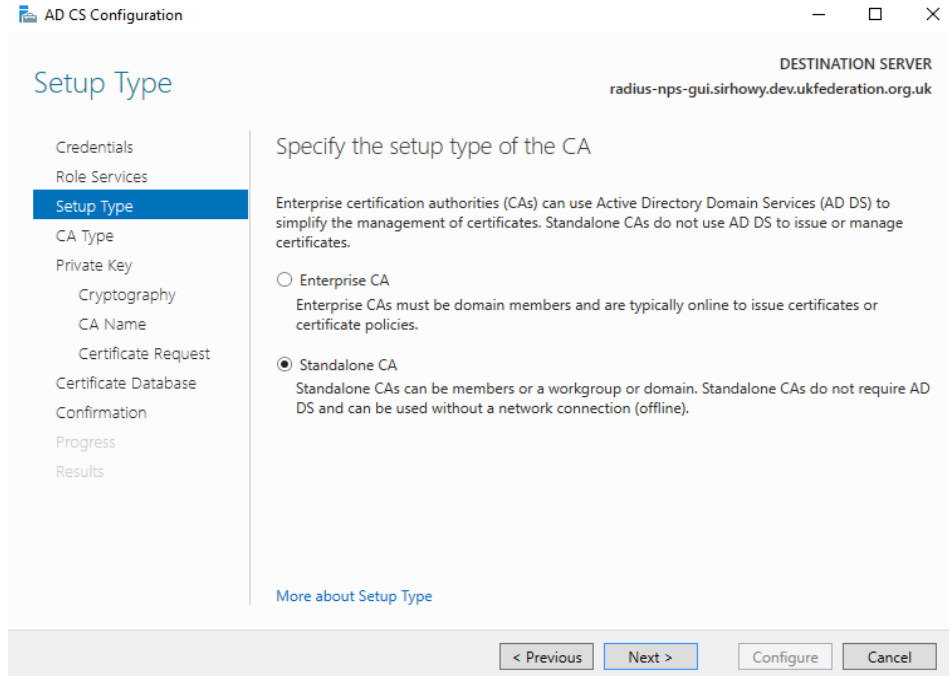 AD CS Configuration
DESTINATION SERVER
radius-nps-gui.sirhowy.dev.ukfederation.org.uk
Setup Type
Credentials
Role Services
Setup Type
CA Type
Private Key
Cryptography
CA Name
Certificate Request
Certificate Database
Confirmation
Progress
Results
Specify the setup type of the CA
Enterprise certification authorities (CAs) can use Active Directory Domain Services (AD DS) to
simplify the management of certificates. Standalone CAs do not use AD DS to issue or manage
certificates.
Enterprise CA
Enterprise CAs must be domain members and are typically online to issue certificates or
certificate policies.
Standalone CA
Standalone CAs can be members or a workgroup or domain. Standalone CAs do not require AD
DS and can be used without a network connection (offline).
More about Setup Type
< Previous
Next >
Configure
Cancel